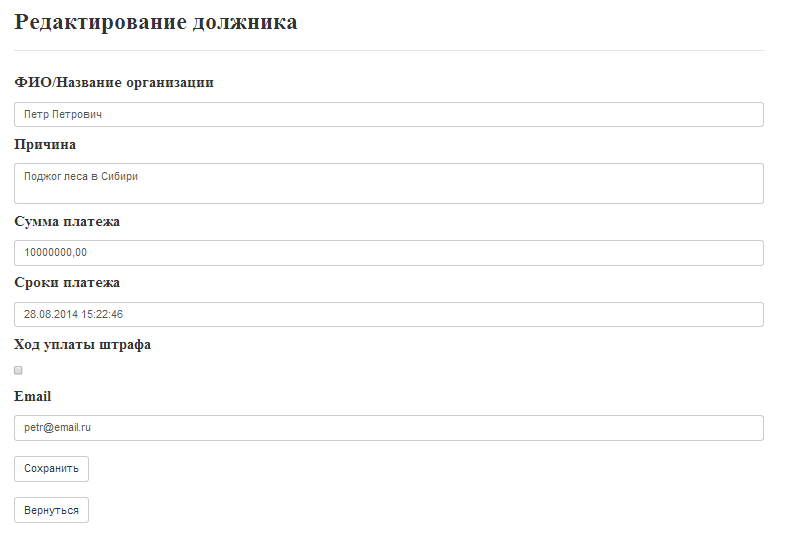 Редактирование должника
ФИО/Название организации
Петр Петрович
Причина
Поджог леса в Сибири
Сумма платежа
10000000,00
Сроки платежа
28.08.2014 15:22:46
Ход уплаты штрафа
Email
petr@email.ru
Сохранить
Вернуться